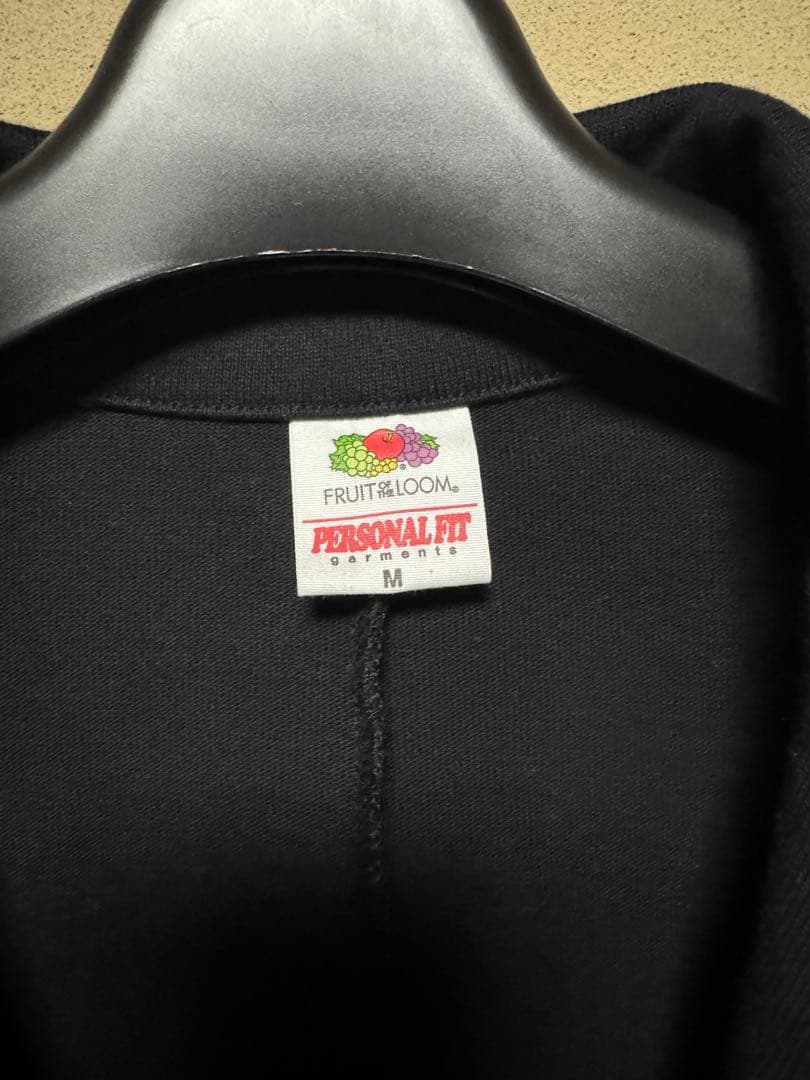 FRUIT OF THE LOOM®
PERSONAL FIT
garments
M